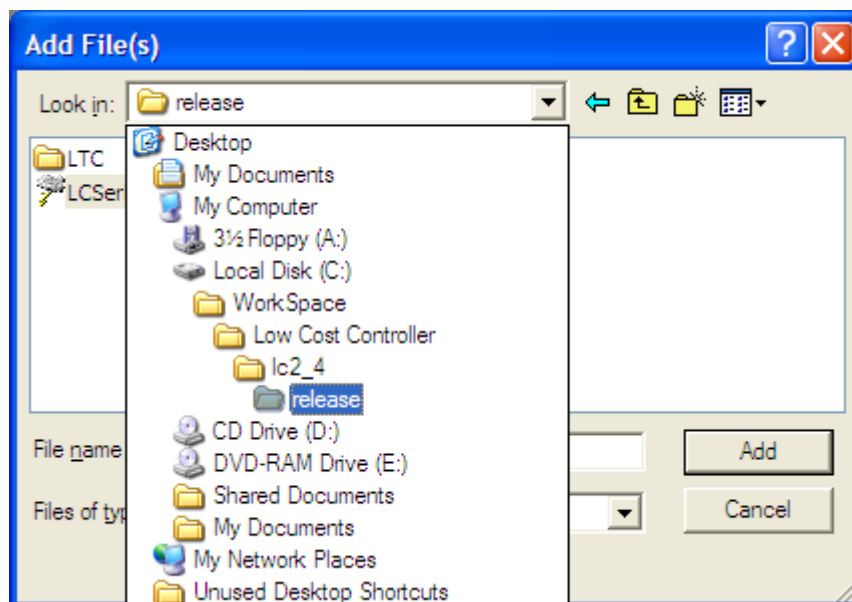 Add File(s)
Look in: release
Desktop
LTC
My Documents
LCSer
My Computer
3½ Floppy (A:)
Local Disk (C:)
WorkSpace
Low Cost Controller
lc2_4
release
CD Drive (D:)
File name
Add
DVD-RAM Drive (E:)
Shared Documents
Files of typ
Cancel
My Documents
My Network Places
Unused Desktop Shortcuts